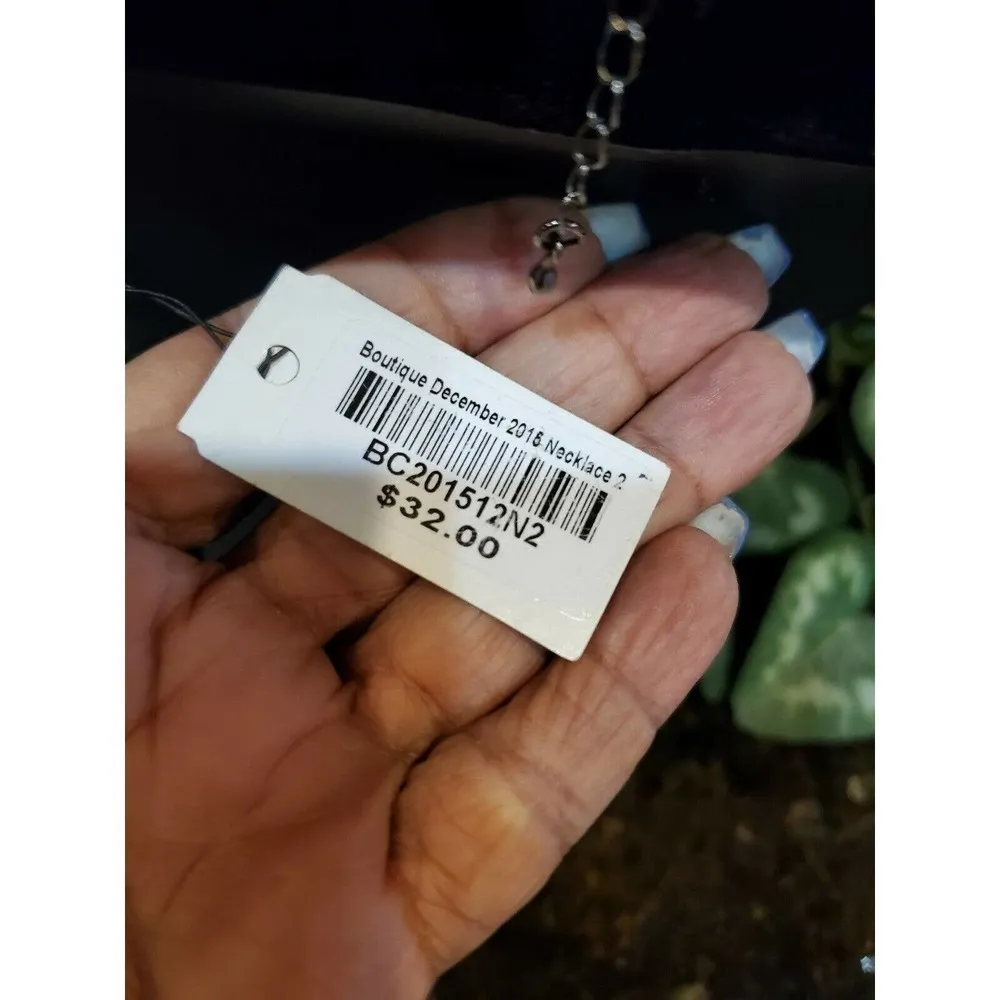 Boutique December 2015 Necklace 2
BC201512N2
$32.00